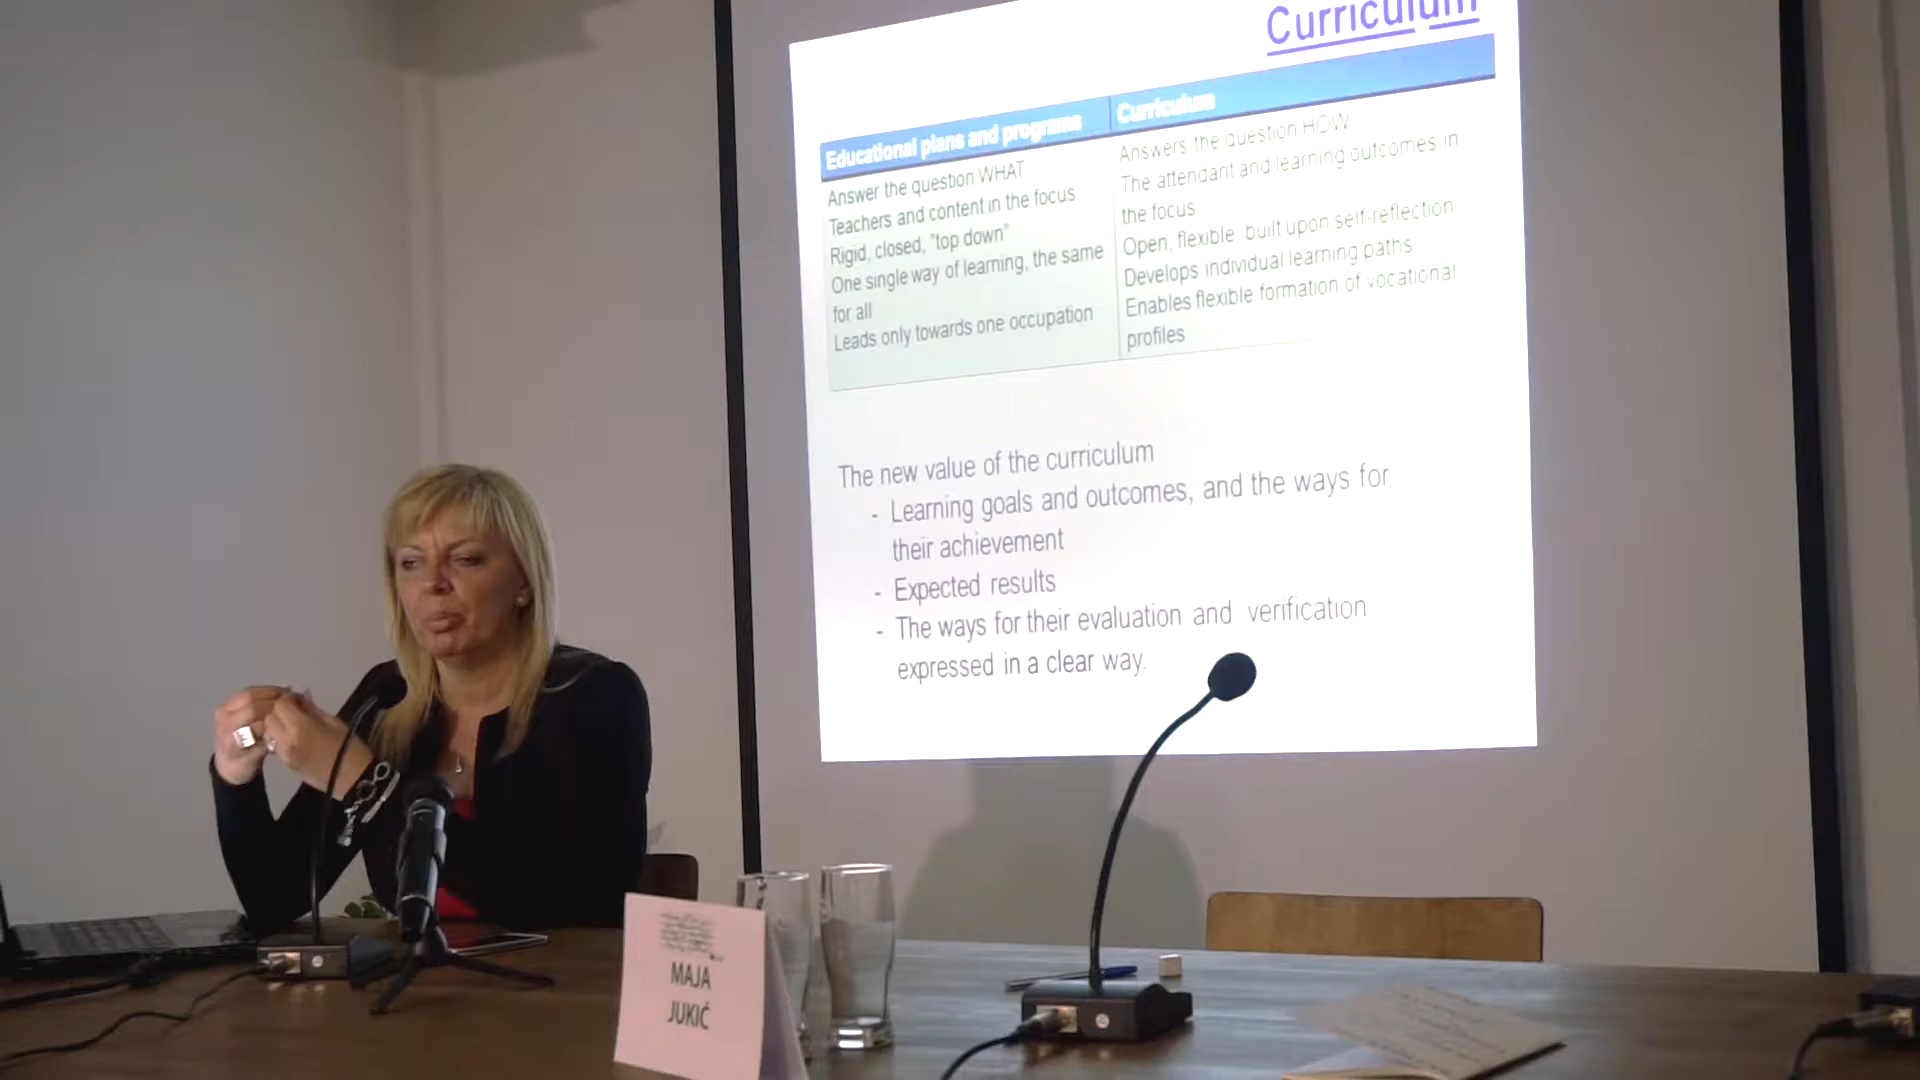 Curriculum
Educational plans and programs
Answer the question WHAT
Teachers and content in the focus
Rigid, closed, "top down"
One single way of learning, the same
for all
Leads only towards one occupation
Curriculum
Answers the question HOW
The attendant and learning outcomes in
the focus
Open, flexible, built upon self-reflection
Develops individual learning paths
Enables flexible formation of vocational
profiles
The new value of the curriculum
- Learning goals and outcomes, and the ways for
their achievement
- Expected results
- The ways for their evaluation and verification
expressed in a clear way.
MAJA
JUKIĆ